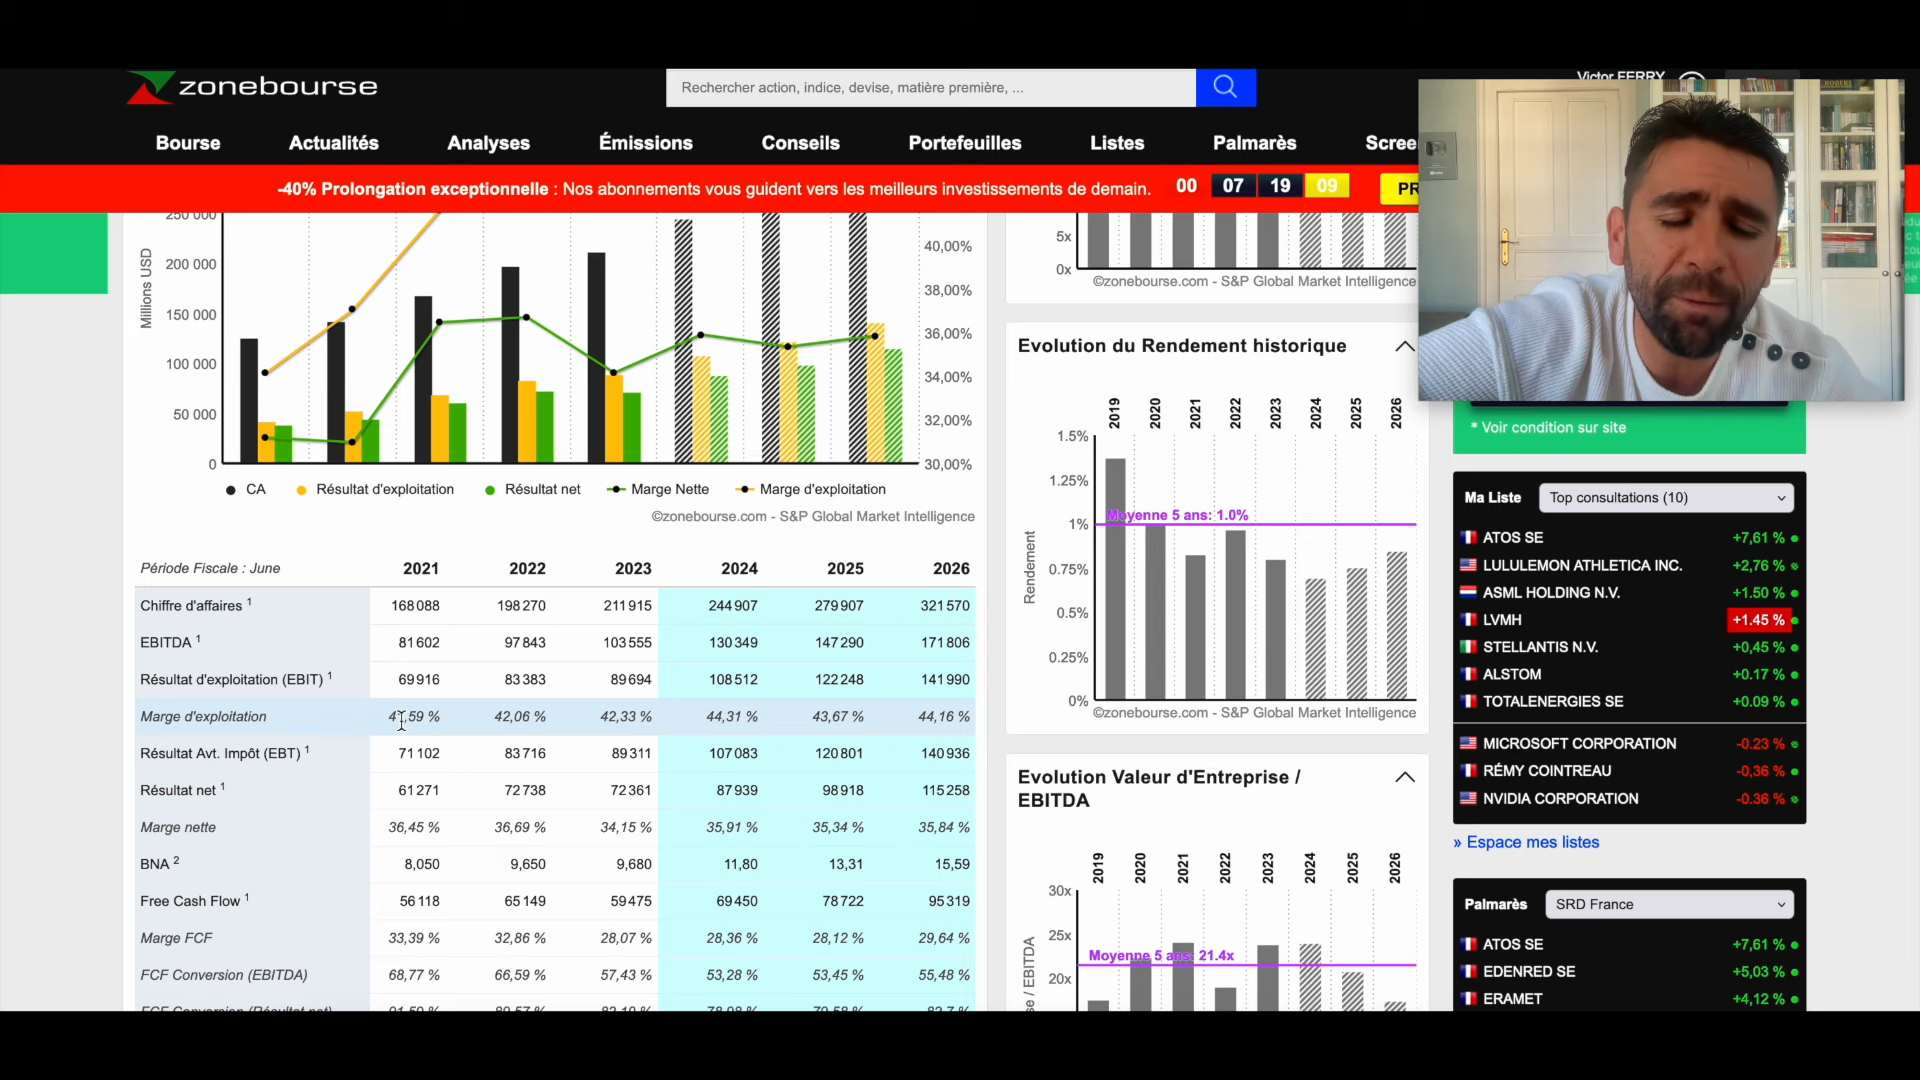 zonebourse
Rechercher action, indice, devise, matière première, ...
Victor FERRY
Bourse Actualités Analyses Émissions Conseils Portefeuilles Listes Palmarès Scree
-40% Prolongation exceptionnelle : Nos abonnements vous guident vers les meilleurs investissements de demain. 00 07 19 09 PR
Millions USD
250 000
200 000
150 000
100 000
50 000
0
40,00%
38,00%
36,00%
34,00%
32,00%
30,00%
CA Résultat d'exploitation Résultat net Marge Nette Marge d'exploitation
©zonebourse.com - S&P Global Market Intelligence
Période Fiscale : June 2021 2022 2023 2024 2025 2026
Chiffre d'affaires 1 168 088 198 270 211 915 244 907 279 907 321 570
EBITDA 1 81 602 97 843 103 555 130 349 147 290 171 806
Résultat d'exploitation (EBIT) 1 69 916 83 383 89 694 108 512 122 248 141 990
Marge d'exploitation 42,06 % 42,33 % 44,31 % 43,67 % 44,16 %
Résultat Avt. Impôt (EBT) 1 71 102 83 716 89 311 107 083 120 801 140 936
Résultat net 1 61 271 72 738 72 361 87 939 98 918 115 258
Marge nette 36,45 % 36,69 % 34,15 % 35,91 % 35,34 % 35,84 %
BNA 2 8,050 9,650 9,680 11,80 13,31 15,59
Free Cash Flow 1 56 118 65 149 59 475 69 450 78 722 95 319
Marge FCF 33,39 % 32,86 % 28,07 % 28,36 % 28,12 % 29,64 %
FCF Conversion (EBITDA) 68,77 % 66,59 % 57,43 % 53,28 % 53,45 % 55,48 %
5x
0x
©zonebourse.com - S&P Global Market Intelligence
Evolution du Rendement historique
2019 2020 2021 2022 2023 2024 2025 2026
Rendement
1.5%
1.25%
1%
0.75%
0.5%
0.25%
0%
Moyenne 5 ans: 1.0%
©zonebourse.com - S&P Global Market Intelligence
Evolution Valeur d'Entreprise /
EBITDA
2019 2020 2021 2022 2023 2024 2025 2026
30x
25x
20x
Moyenne 5 ans: 21.4x
se / EBITDA
* Voir condition sur site
Ma Liste Top consultations (10)
ATOS SE +7,61 %
LULULEMON ATHLETICA INC. +2,76 %
ASML HOLDING N.V. +1.50 %
LVMH +1.45 %
STELLANTIS N.V. +0,45 %
ALSTOM +0.17 %
TOTALENERGIES SE +0.09 %
MICROSOFT CORPORATION -0.23 %
RÉMY COINTREAU -0,36 %
NVIDIA CORPORATION -0.36 %
» Espace mes listes
Palmarès SRD France
ATOS SE +7,61 %
EDENRED SE +5,03 %
ERAMET +4,12 %